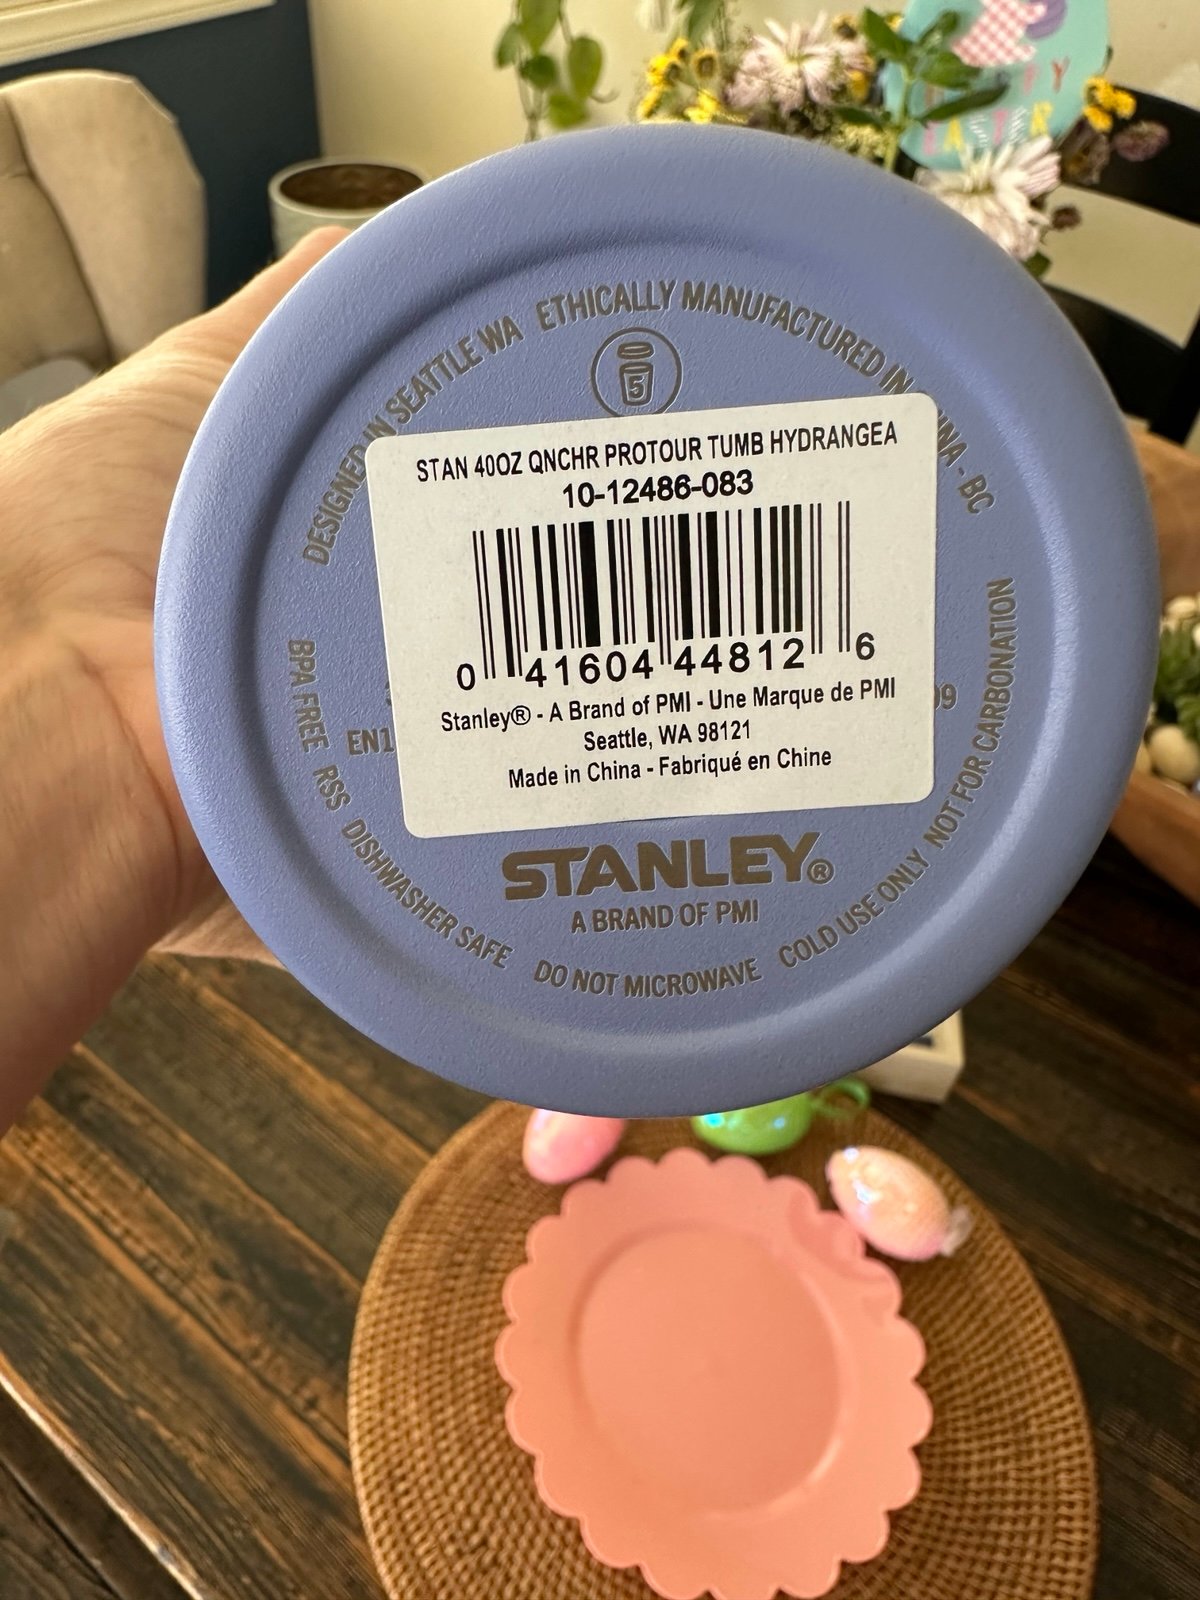 DESIGNED IN SEATTLE WA
ETHICALLY MANUFACTURED IN CHINA - BC
5
STAN 40OZ QNCHR PROTOUR TUMB HYDRANGEA
10-12486-083
0 41604 44812 6
Stanley® - A Brand of PMI - Une Marque de PMI
Seattle, WA 98121
Made in China - Fabriqué en Chine
STANLEY®
A BRAND OF PMI
BPA FREE
RSS
DISHWASHER SAFE
DO NOT MICROWAVE
COLD USE ONLY
NOT FOR CARBONATION